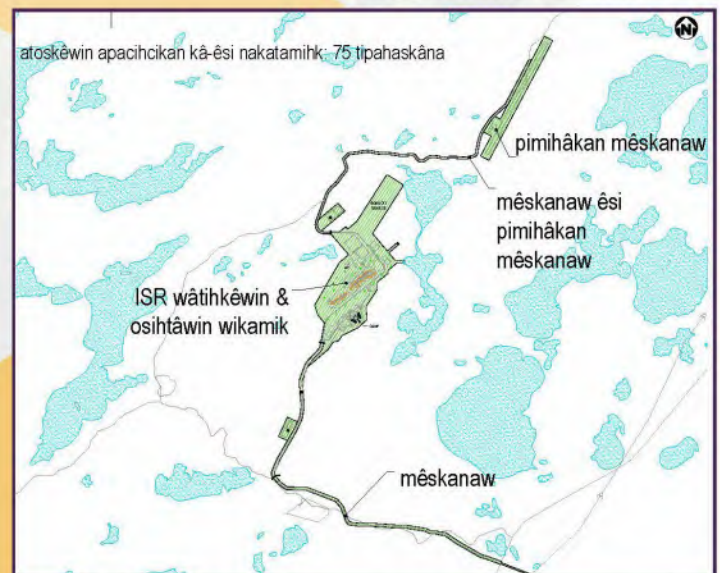 atoskêwin apacihcikan kâ-êsi nakatamihk: 75 tipahaskâna
N
pimihâkan mêskanaw
mêskanaw êsi
pimihâkan
mêskanaw
ISR wâtihkêwin &
osihtâwin wikamik
mêskanaw